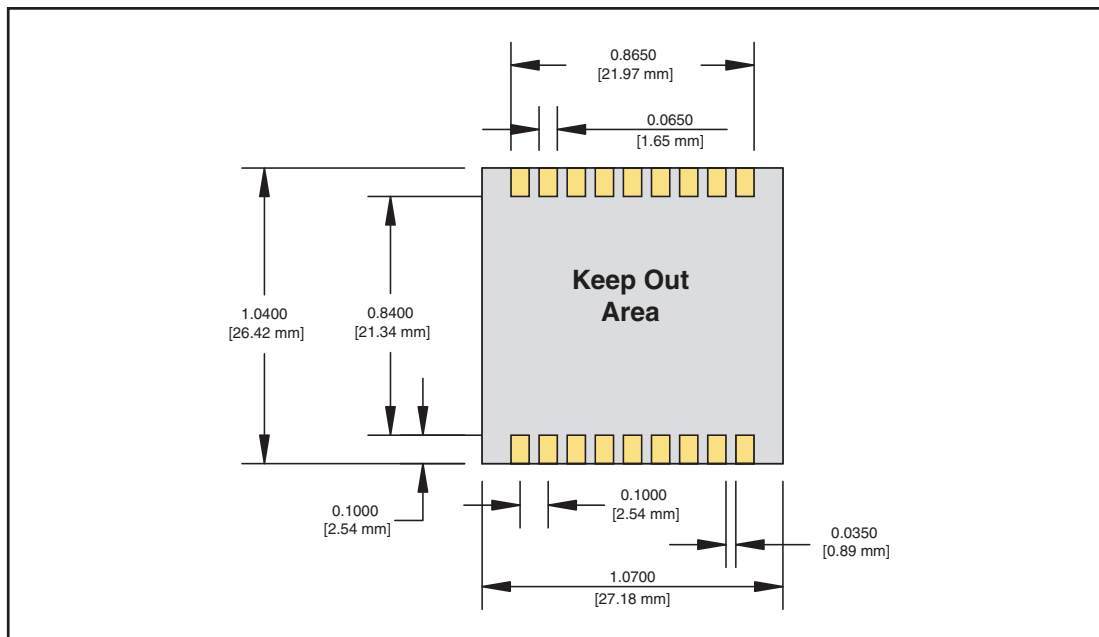 0.8650
[21.97 mm]
0.0650
[1.65 mm]
Keep Out
Area
1.0400
[26.42 mm]
0.8400
[21.34 mm]
0.1000
[2.54 mm]
0.1000
[2.54 mm]
0.0350
[0.89 mm]
1.0700
[27.18 mm]